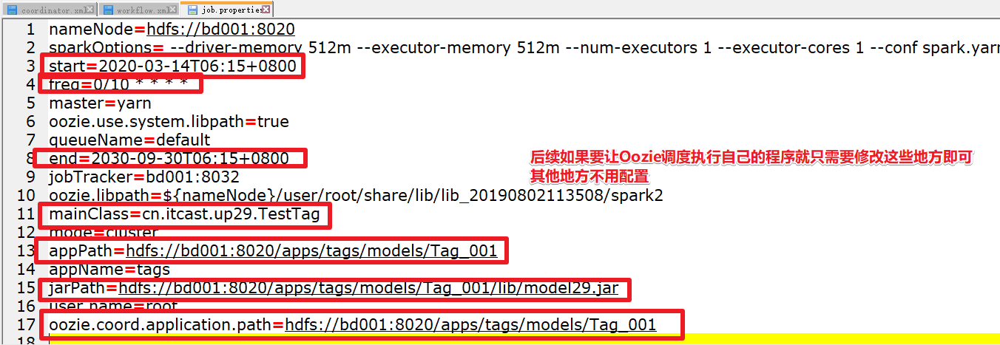 coordinator.xml workflow.xml job.properties
1 nameNode=hdfs://bd001:8020
2 sparkOptions= --driver-memory 512m --executor-memory 512m --num-executors 1 --executor-cores 1 --conf spark.yarn
3 start=2020-03-14T06:15+0800
4 freq=0/10 * * * *
5 master=yarn
6 oozie.use.system.libpath=true
7 queueName=default
8 end=2030-09-30T06:15+0800
后续如果要让Oozie调度执行自己的程序就只需要修改这些地方即可
其他地方不用配置
9 jobTracker=bd001:8032
10 oozie.libpath=${nameNode}/user/root/share/lib/lib_20190802113508/spark2
11 mainClass=cn.itcast.up29.TestTag
12 mode=cluster
13 appPath=hdfs://bd001:8020/apps/tags/models/Tag_001
14 appName=tags
15 jarPath=hdfs://bd001:8020/apps/tags/models/Tag_001/lib/model29.jar
16 user.name=root
17 oozie.coord.application.path=hdfs://bd001:8020/apps/tags/models/Tag_001
18